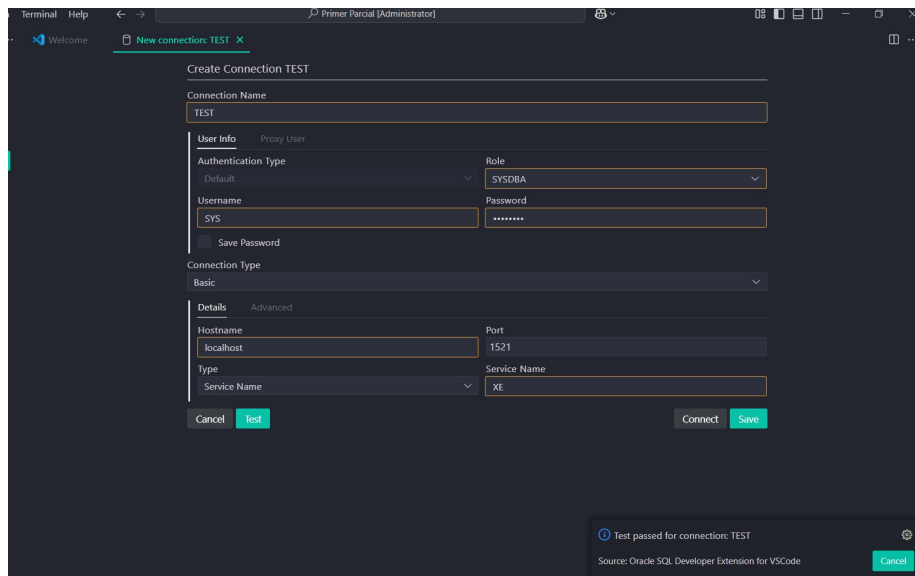 Terminal Help Primer Parcial [Administrator]
Welcome New connection: TEST
Create Connection TEST
Connection Name
TEST
User Info Proxy User
Authentication Type Role
Default SYSDBA
Username Password
SYS ••••••••
Save Password
Connection Type
Basic
Details Advanced
Hostname Port
localhost 1521
Type Service Name
Service Name XE
Cancel Test Connect Save
Test passed for connection: TEST
Source: Oracle SQL Developer Extension for VSCode Cancel